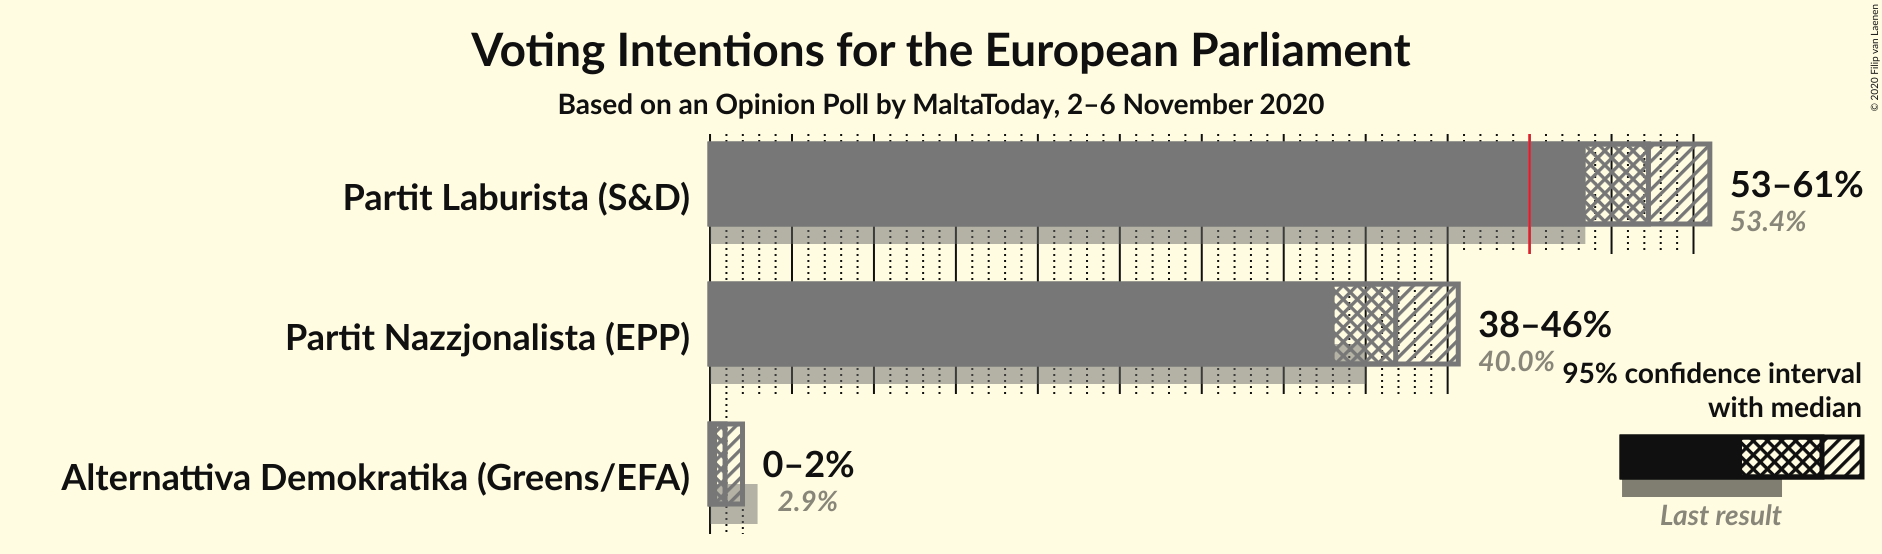 Voting Intentions for the European Parliament
Based on an Opinion Poll by MaltaToday, 2–6 November 2020
© 2020 Filip van Laenen
Partit Laburista (S&D)
53–61%
53.4%
Partit Nazzjonalista (EPP)
38–46%
40.0%
95% confidence interval
with median
Alternattiva Demokratika (Greens/EFA)
0–2%
2.9%
Last result